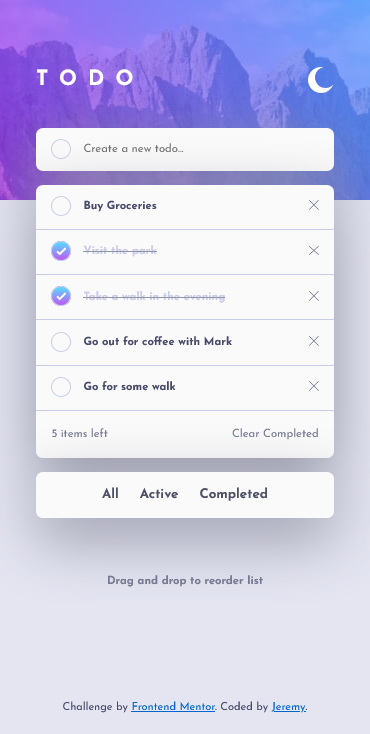 TODO
Create a new todo...
Buy Groceries
Visit the park
Take a walk in the evening
Go out for coffee with Mark
Go for some walk
5 items left Clear Completed
All Active Completed
Drag and drop to reorder list
Challenge by Frontend Mentor. Coded by Jeremy.